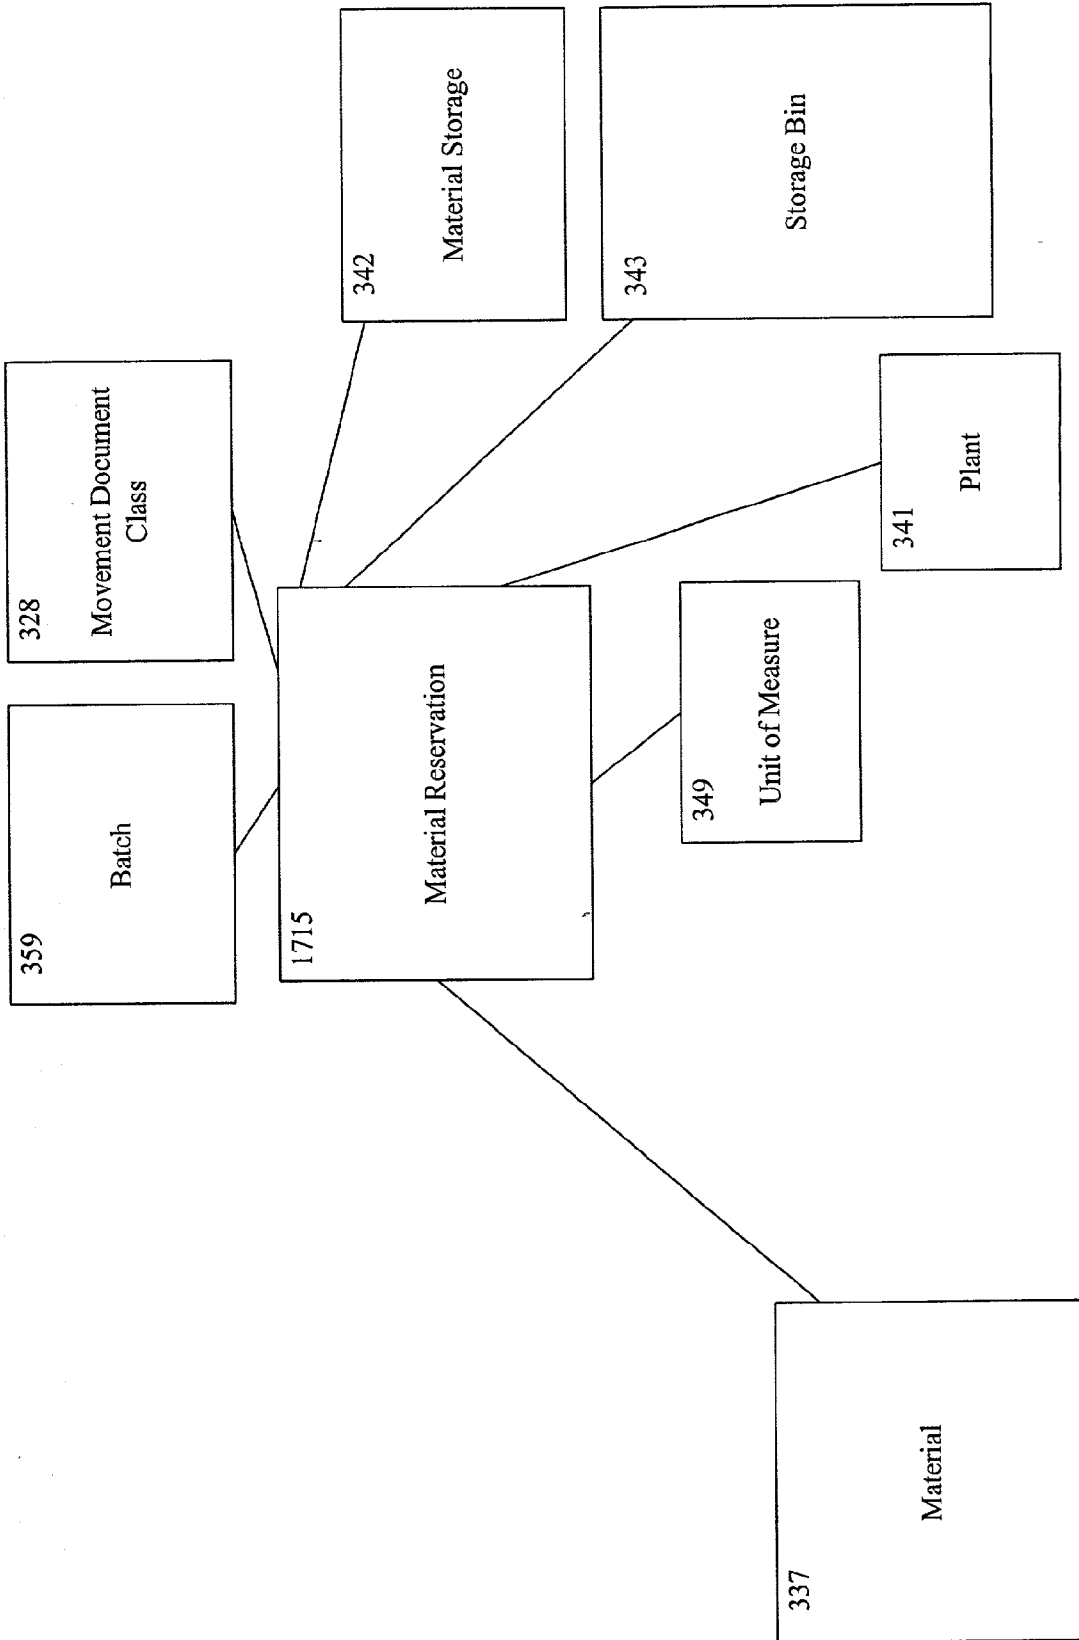 359
Batch
328
Movement Document
Class
342
Material Storage
1715
Material Reservation
343
Storage Bin
349
Unit of Measure
341
Plant
337
Material